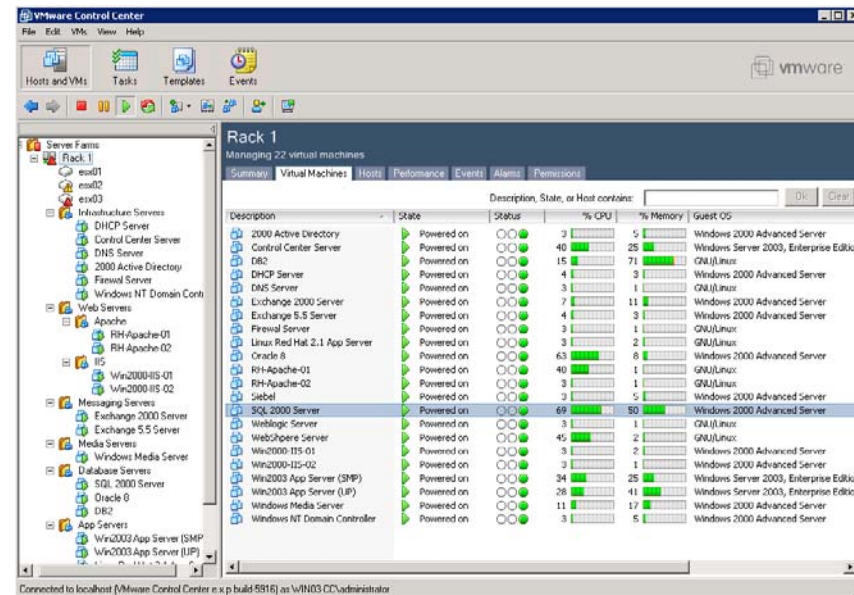 VMware Control Center
File Edit VMs View Help
Hosts and VMs Tasks Templates Events
vmware
Server Farms
Rack 1
esx01
esx02
esx03
Infrastructure Servers
DHCP Server
Control Center Server
DNS Server
2000 Active Directory
Firewal Server
Windows NT Domain Contr
Web Servers
Apache
RH-Apache-01
RH-Apache-02
IIS
Win2000-IIS-01
Win2000-IIS-02
Messaging Servers
Exchange 2000 Server
Exchange 5.5 Server
Media Servers
Windows Media Server
Database Servers
SQL 2000 Server
Oracle 8
DB2
App Servers
Win2003 App Server (SMP
Win2003 App Server (UP)
Rack 1
Managing 22 virtual machines
Summary Virtual Machines Hosts Performance Events Alarms Permissions
Description, State, or Host contains: Ok Clear
Description State Status % CPU % Memory Guest OS
2000 Active Directory Powered on 3 5 Windows 2000 Advanced Server
Control Center Server Powered on 40 25 Windows Server 2003, Enterprise Editio
DB2 Powered on 15 71 GNU/Linux
DHCP Server Powered on 4 3 Windows 2000 Advanced Server
DNS Server Powered on 3 1 GNU/Linux
Exchange 2000 Server Powered on 7 11 Windows 2000 Advanced Server
Exchange 5.5 Server Powered on 4 3 Windows 2000 Advanced Server
Firewal Server Powered on 3 1 GNU/Linux
Linux Red Hat 2.1 App Server Powered on 3 2 GNU/Linux
Oracle 8 Powered on 63 8 Windows 2000 Advanced Server
RH-Apache-01 Powered on 40 1 GNU/Linux
RH-Apache-02 Powered on 3 1 GNU/Linux
Siebel Powered on 3 5 Windows 2000 Advanced Server
SQL 2000 Server Powered on 69 50 Windows 2000 Advanced Server
Weblogic Server Powered on 3 1 GNU/Linux
WebShpere Server Powered on 45 2 GNU/Linux
Win2000-IIS-01 Powered on 3 2 Windows 2000 Advanced Server
Win2000-IIS-02 Powered on 3 1 Windows 2000 Advanced Server
Win2003 App Server (SMP) Powered on 34 25 Windows Server 2003, Enterprise Editio
Win2003 App Server (UP) Powered on 28 41 Windows Server 2003, Enterprise Editio
Windows Media Server Powered on 11 17 Windows 2000 Advanced Server
Windows NT Domain Controller Powered on 3 5 Windows 2000 Advanced Server
Connected to localhost (VMware Control Center e.x.p build-5916) as WIN03-CC\administrator